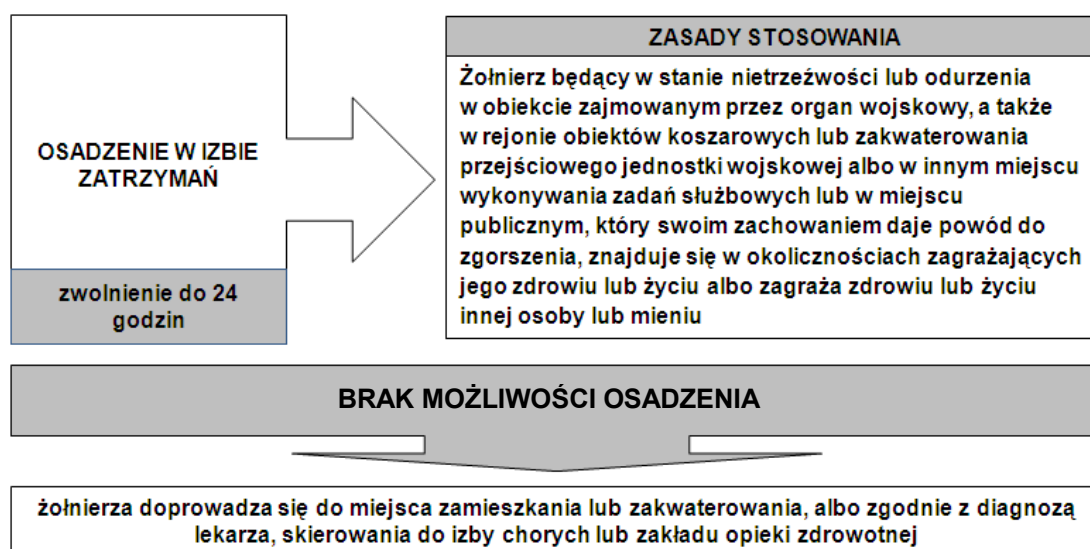 OSADZENIE W IZBIE
ZATRZYMAŃ
zwolnienie do 24
godzin
ZASADY STOSOWANIA
Żołnierz będący w stanie nietrzeźwości lub odurzenia
w obiekcie zajmowanym przez organ wojskowy, a także
w rejonie obiektów koszarowych lub zakwaterowania
przejściowego jednostki wojskowej albo w innym miejscu
wykonywania zadań służbowych lub w miejscu
publicznym, który swoim zachowaniem daje powód do
zgorszenia, znajduje się w okolicznościach zagrażających
jego zdrowiu lub życiu albo zagraża zdrowiu lub życiu
innej osoby lub mieniu
BRAK MOŻLIWOŚCI OSADZENIA
żołnierza doprowadza się do miejsca zamieszkania lub zakwaterowania, albo zgodnie z diagnozą
lekarza, skierowania do izby chorych lub zakładu opieki zdrowotnej